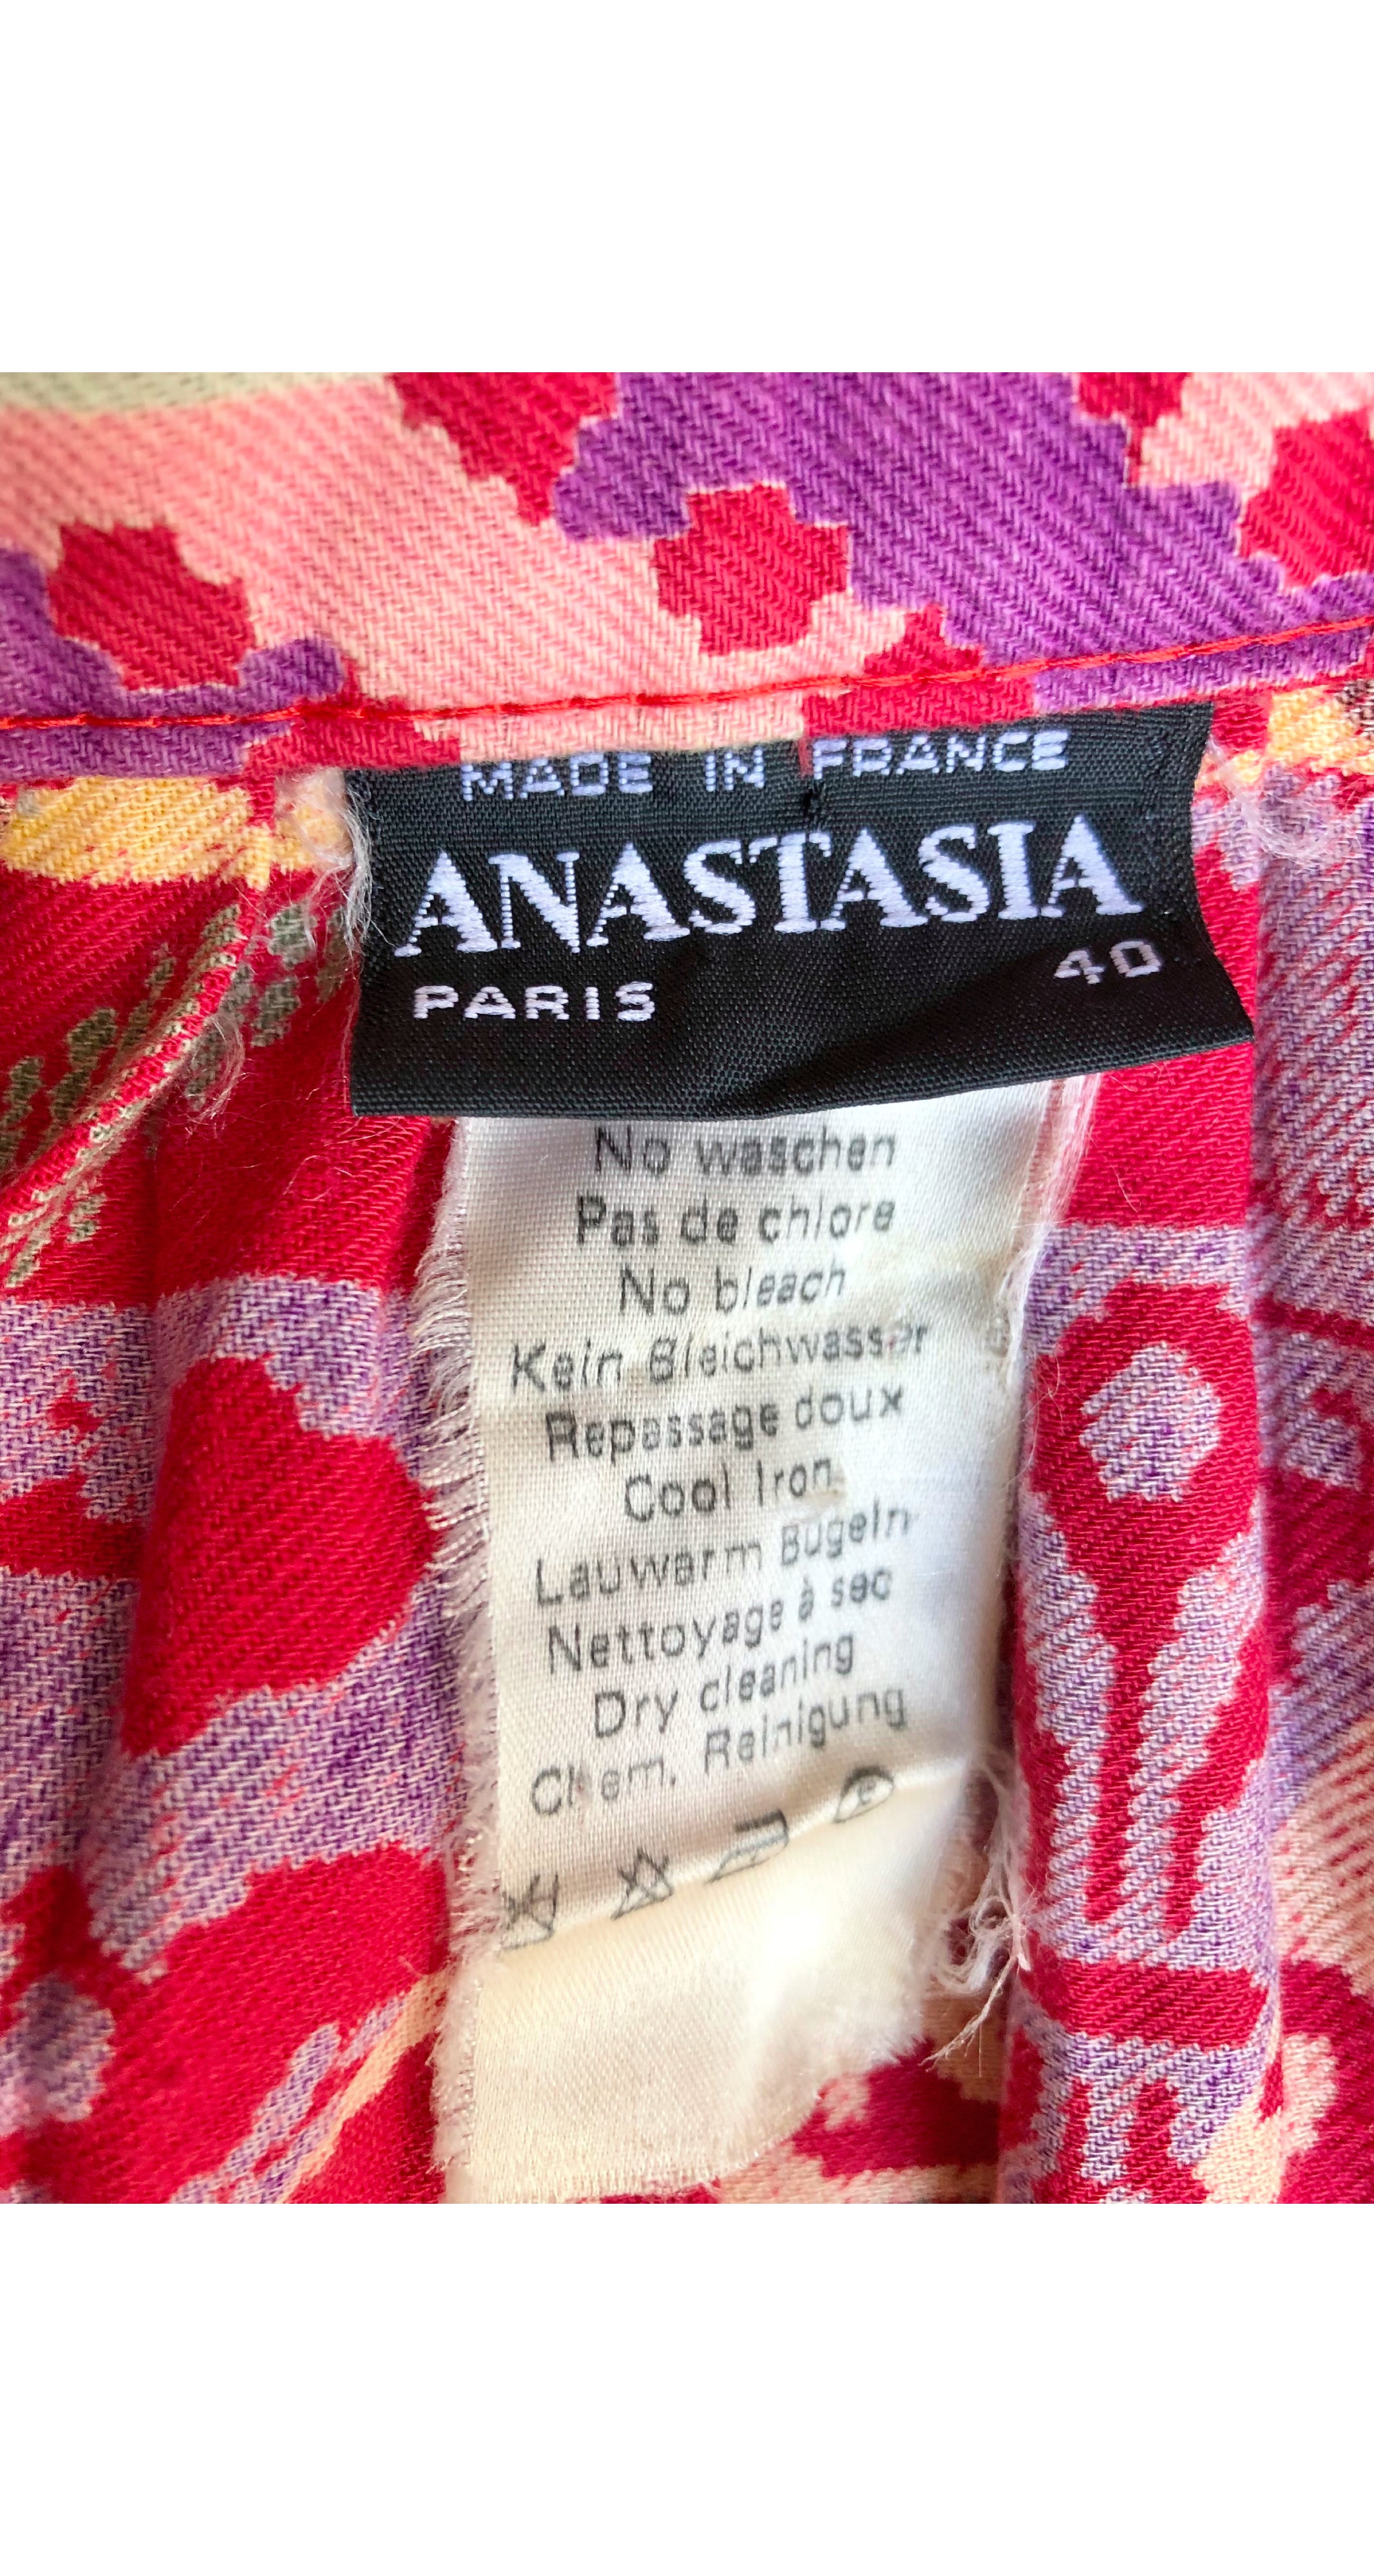 MADE IN FRANCE
ANASTASIA
PARIS 40
No waschen
Pas de chlore
No bleach
Kein Bleichwasser
Repassage doux
Cool Iron
Lauwarm Bugeln
Nettoyage à sec
Dry cleaning
Chem. Reinigung